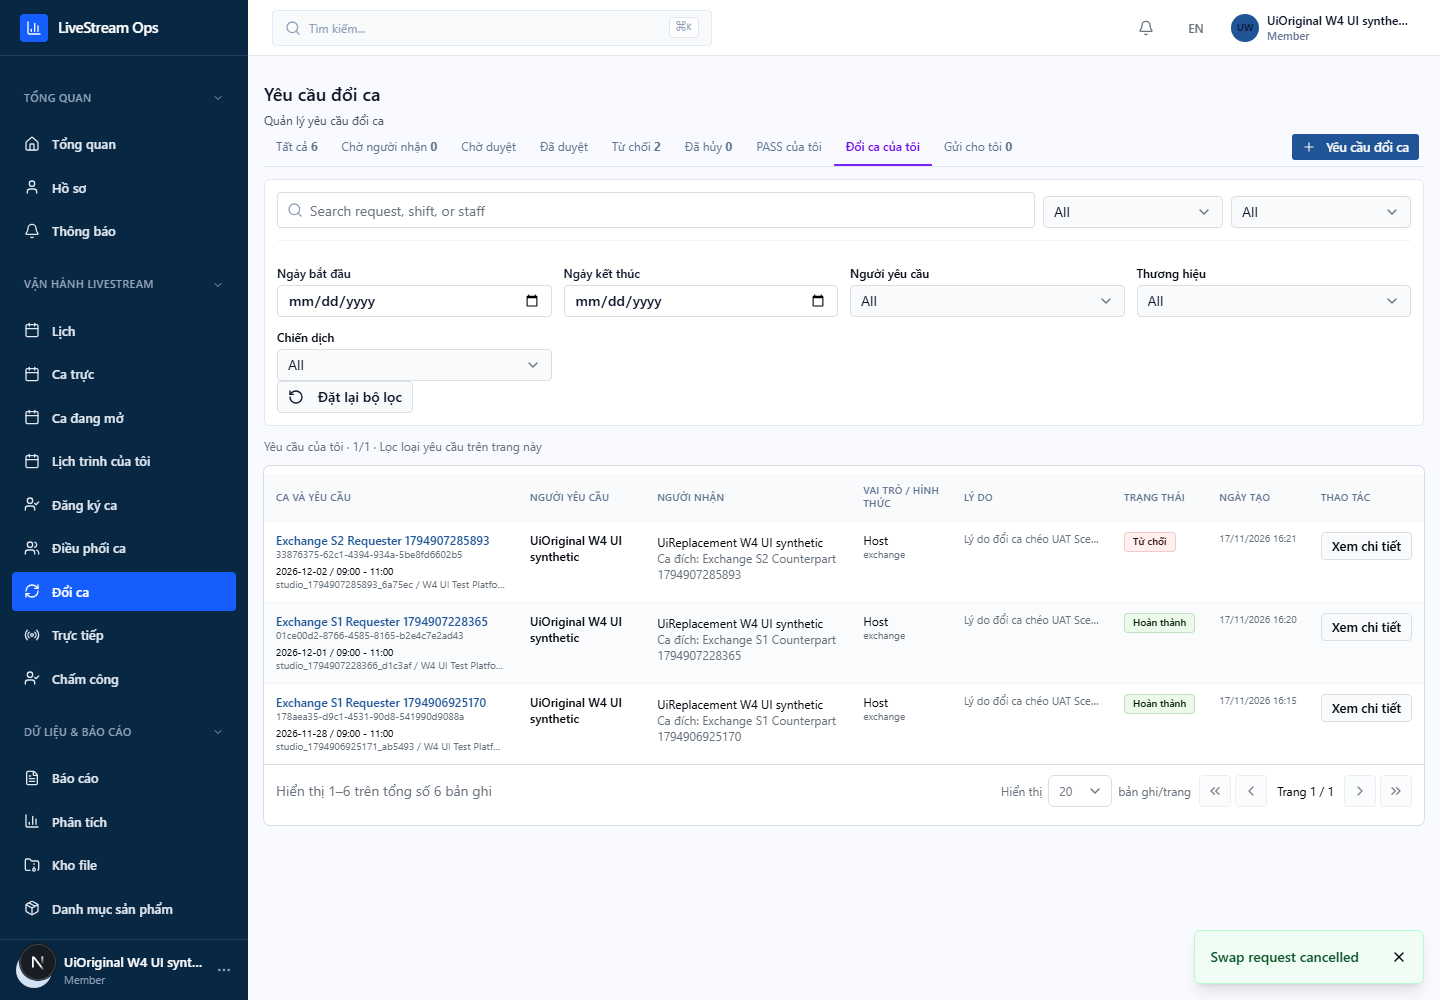 LiveStream Ops
Tìm kiếm...
⌘K
EN
UW
UiOriginal W4 UI synthe...
Member
TỔNG QUAN
Tổng quan
Hồ sơ
Thông báo
VẬN HÀNH LIVESTREAM
Lịch
Ca trực
Ca đang mở
Lịch trình của tôi
Đăng ký ca
Điều phối ca
Đổi ca
Trực tiếp
Chấm công
DỮ LIỆU & BÁO CÁO
Báo cáo
Phân tích
Kho file
Danh mục sản phẩm
N
UiOriginal W4 UI synt...
Member
Yêu cầu đổi ca
Quản lý yêu cầu đổi ca
Tất cả 6
Chờ người nhận 0
Chờ duyệt
Đã duyệt
Từ chối 2
Đã hủy 0
PASS của tôi
Đổi ca của tôi
Gửi cho tôi 0
Yêu cầu đổi ca
Search request, shift, or staff
All
All
Ngày bắt đầu
Ngày kết thúc
Người yêu cầu
Thương hiệu
mm/dd/yyyy
mm/dd/yyyy
All
All
Chiến dịch
All
Đặt lại bộ lọc
Yêu cầu của tôi · 1/1 · Lọc loại yêu cầu trên trang này
CA VÀ YÊU CẦU
NGƯỜI YÊU CẦU
NGƯỜI NHẬN
VAI TRÒ / HÌNH THỨC
LÝ DO
TRẠNG THÁI
NGÀY TẠO
THAO TÁC
Exchange S2 Requester 1794907285893
33876375-62c1-4394-934a-5be8fd6602b5
2026-12-02 / 09:00 - 11:00
studio_1794907285893_6a75ec / W4 UI Test Platfo...
UiOriginal W4 UI synthetic
UiReplacement W4 UI synthetic
Ca đích: Exchange S2 Counterpart 1794907285893
Host
exchange
Lý do đổi ca chéo UAT Sce...
Từ chối
17/11/2026 16:21
Xem chi tiết
Exchange S1 Requester 1794907228365
01ce00d2-8766-4585-8165-b2e4c7e2ad43
2026-12-01 / 09:00 - 11:00
studio_1794907228366_d1c3af / W4 UI Test Platfo...
UiOriginal W4 UI synthetic
UiReplacement W4 UI synthetic
Ca đích: Exchange S1 Counterpart 1794907228365
Host
exchange
Lý do đổi ca chéo UAT Sce...
Hoàn thành
17/11/2026 16:20
Xem chi tiết
Exchange S1 Requester 1794906925170
178aea35-d9c1-4531-90d8-541990d9088a
2026-11-28 / 09:00 - 11:00
studio_1794906925171_ab5493 / W4 UI Test Platf...
UiOriginal W4 UI synthetic
UiReplacement W4 UI synthetic
Ca đích: Exchange S1 Counterpart 1794906925170
Host
exchange
Lý do đổi ca chéo UAT Sce...
Hoàn thành
17/11/2026 16:15
Xem chi tiết
Hiển thị 1–6 trên tổng số 6 bản ghi
Hiển thị
20
bản ghi/trang
Trang 1 / 1
Swap request cancelled